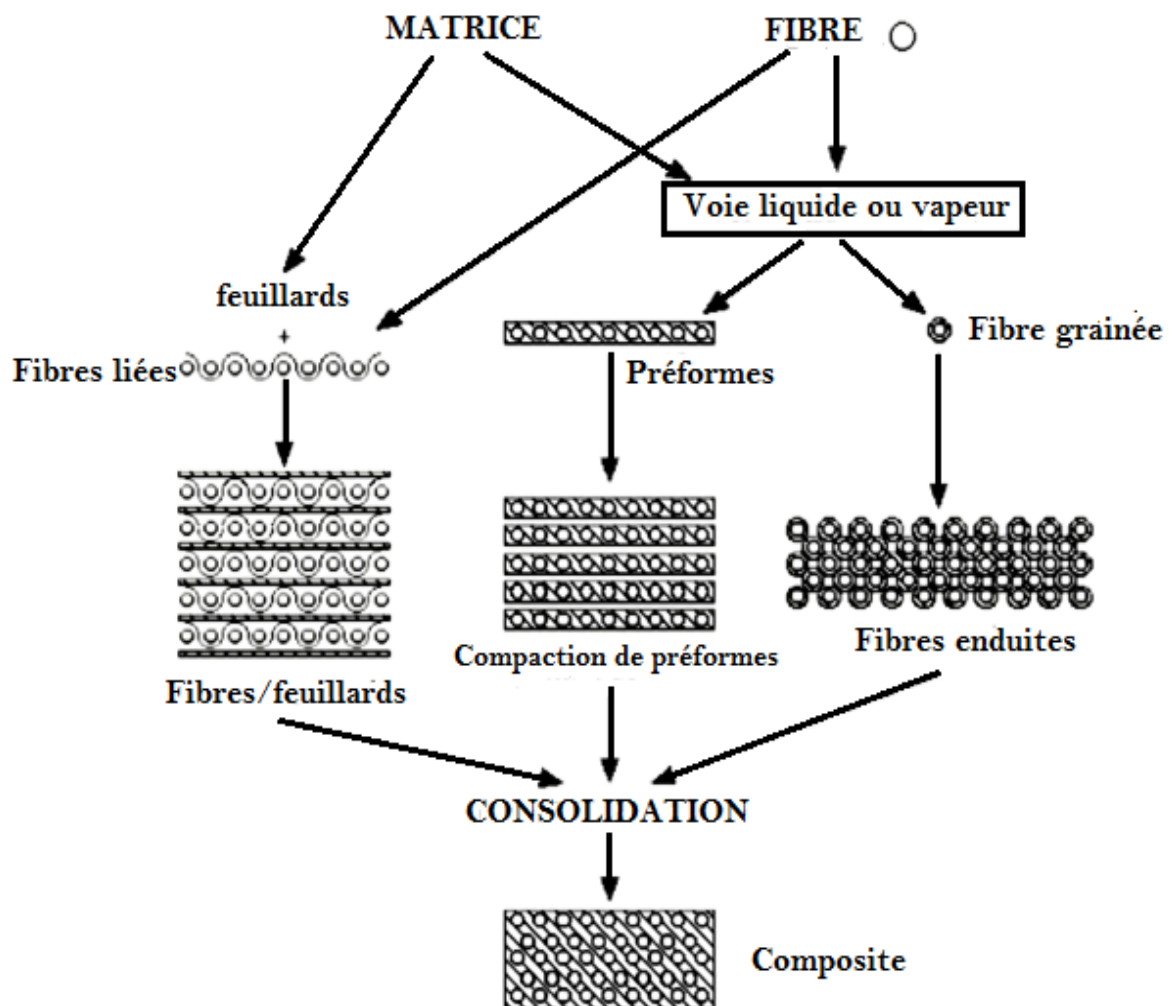 MATRICE
FIBRE
Voie liquide ou vapeur
feuillards
+
Fibres liées
Préformes
Fibre grainée
Fibres/feuillards
Compaction de préformes
Fibres enduites
CONSOLIDATION
Composite